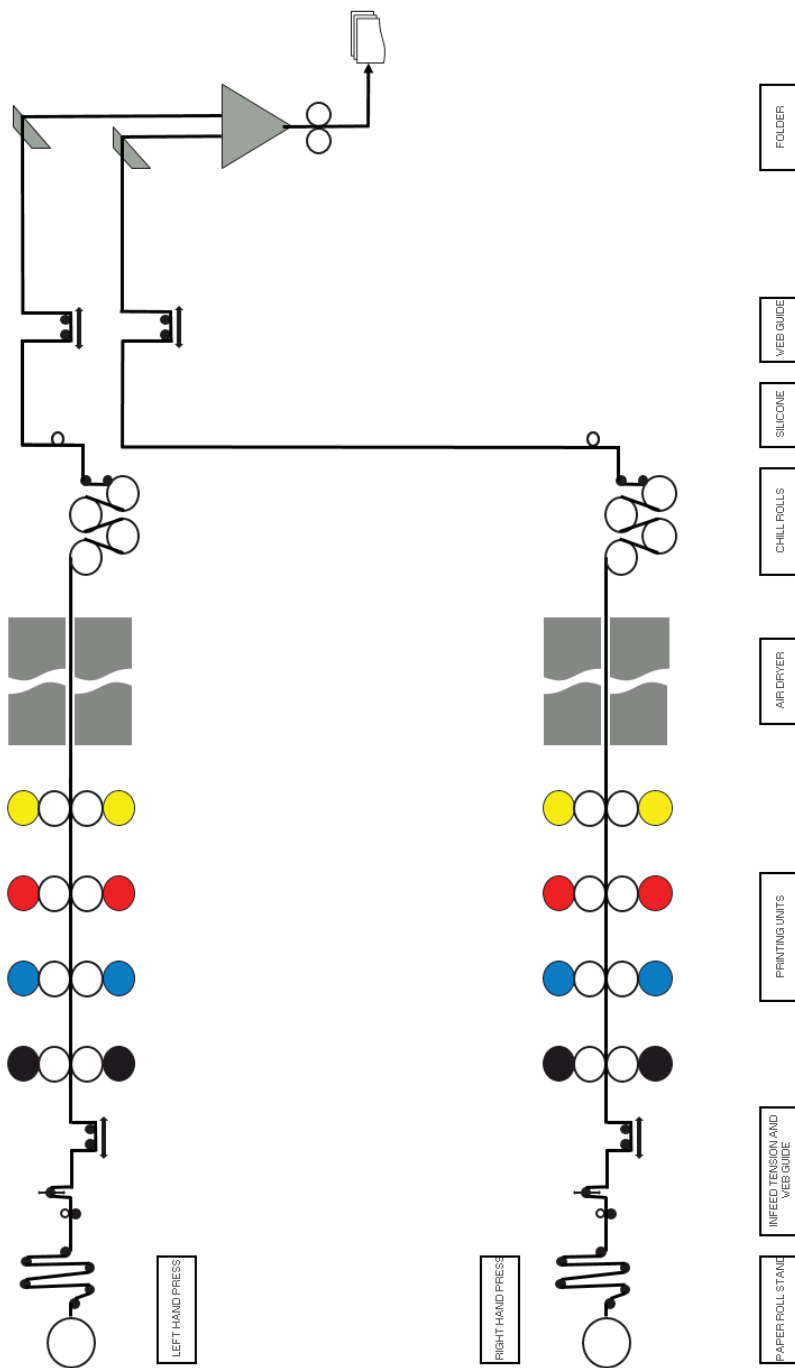 FOLDER
WEB GUIDE
SILICONE
CHILL ROLLS
AIR DRYER
PRINTING UNITS
INFEED TENSION AND
WEB GUIDE
PAPER ROLL STAND
LEFT HAND PRESS
RIGHT HAND PRESS